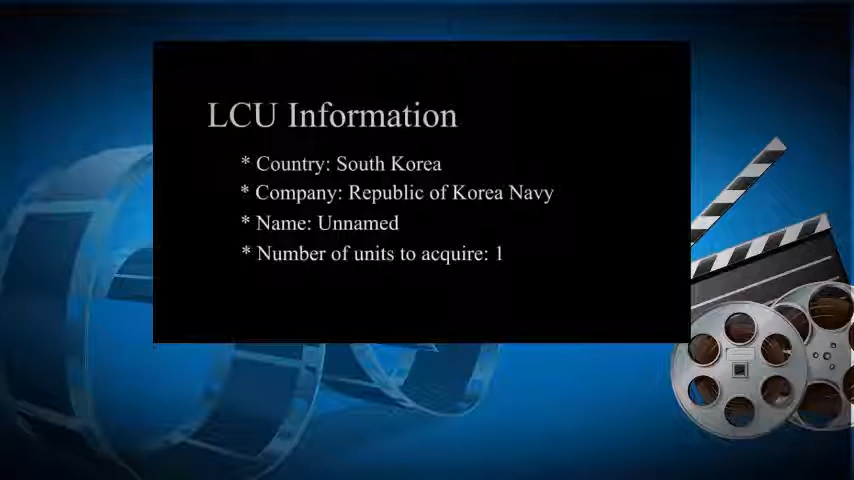 LCU Information
* Country: South Korea
* Company: Republic of Korea Navy
* Name: Unnamed
* Number of units to acquire: 1